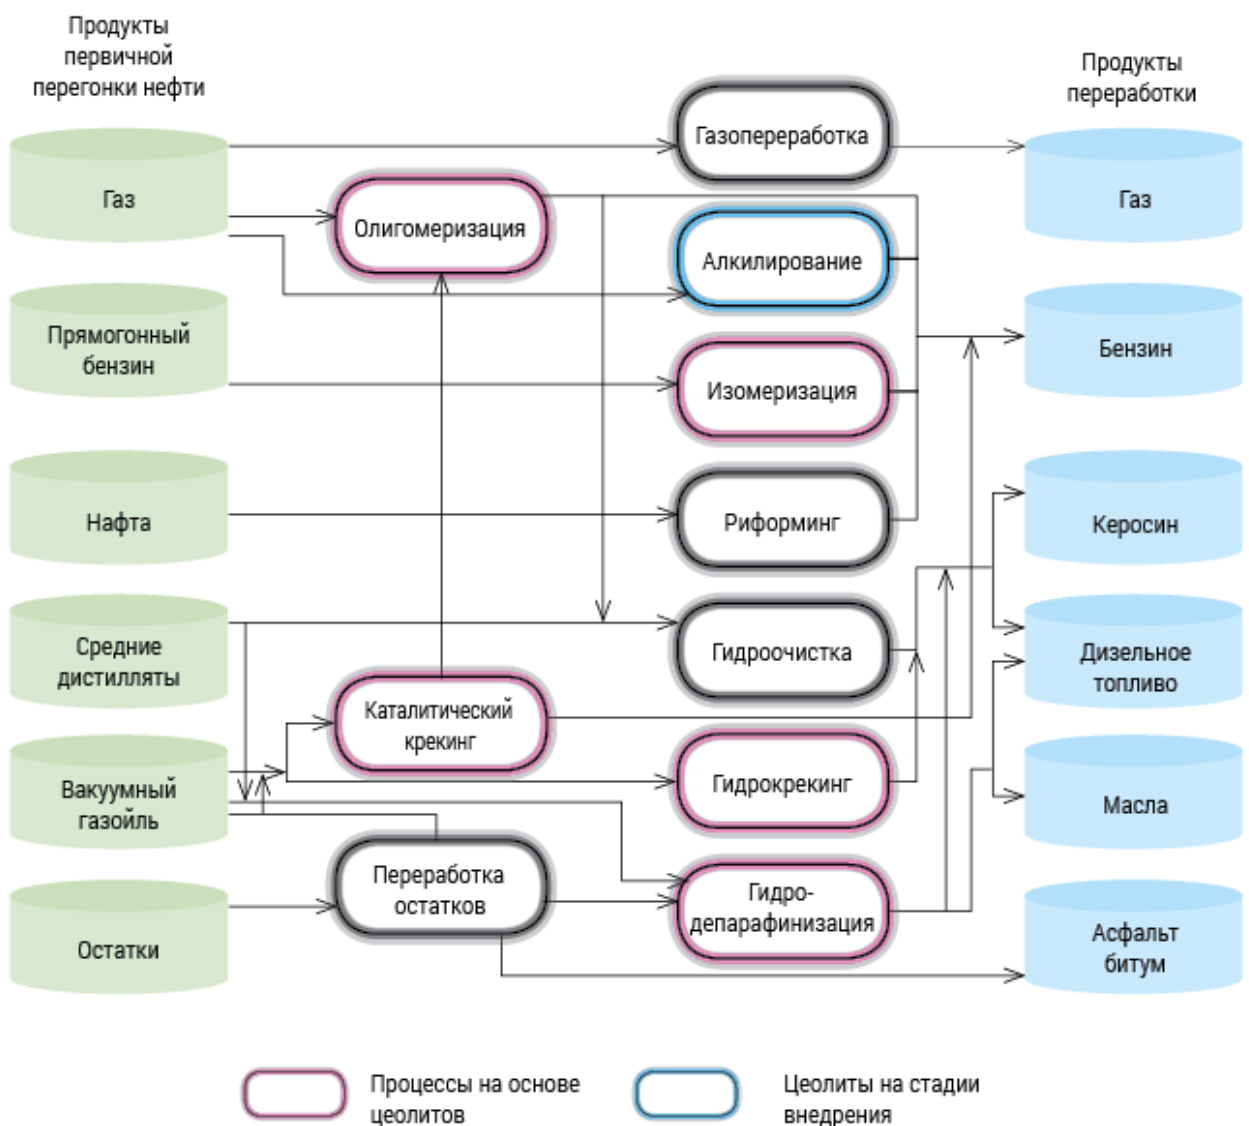 Продукты
первичной
перегонки нефти
Продукты
переработки
Газ
Прямогонный
бензин
Нафта
Средние
дистилляты
Вакуумный
газойль
Остатки
Олигомеризация
Каталитический
крекинг
Переработка
остатков
Газопереработка
Алкилирование
Изомеризация
Риформинг
Гидроочистка
Гидрокрекинг
Гидро-
депарафинизация
Газ
Бензин
Керосин
Дизельное
топливо
Масла
Асфальт
битум
Процессы на основе
цеолитов
Цеолиты на стадии
внедрения